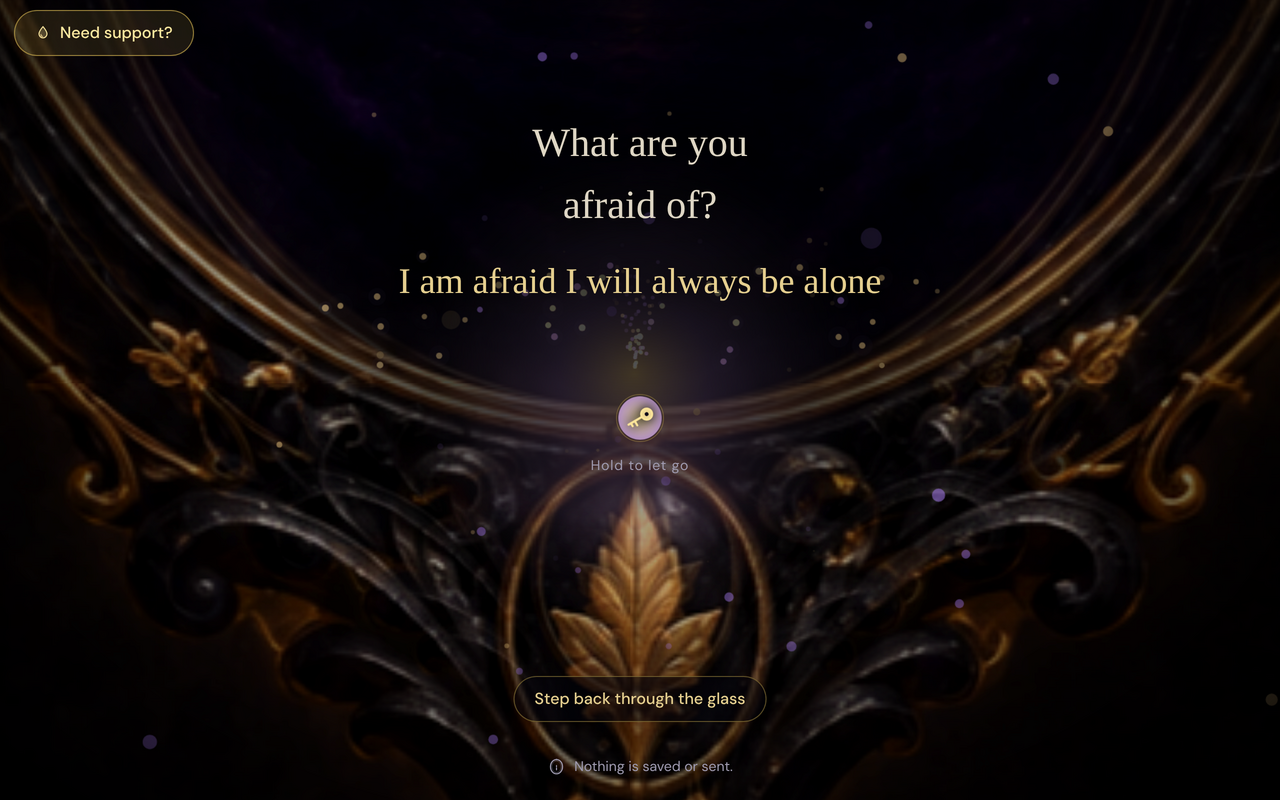 Need support?
What are you
afraid of?
I am afraid I will always be alone
Hold to let go
Step back through the glass
Nothing is saved or sent.